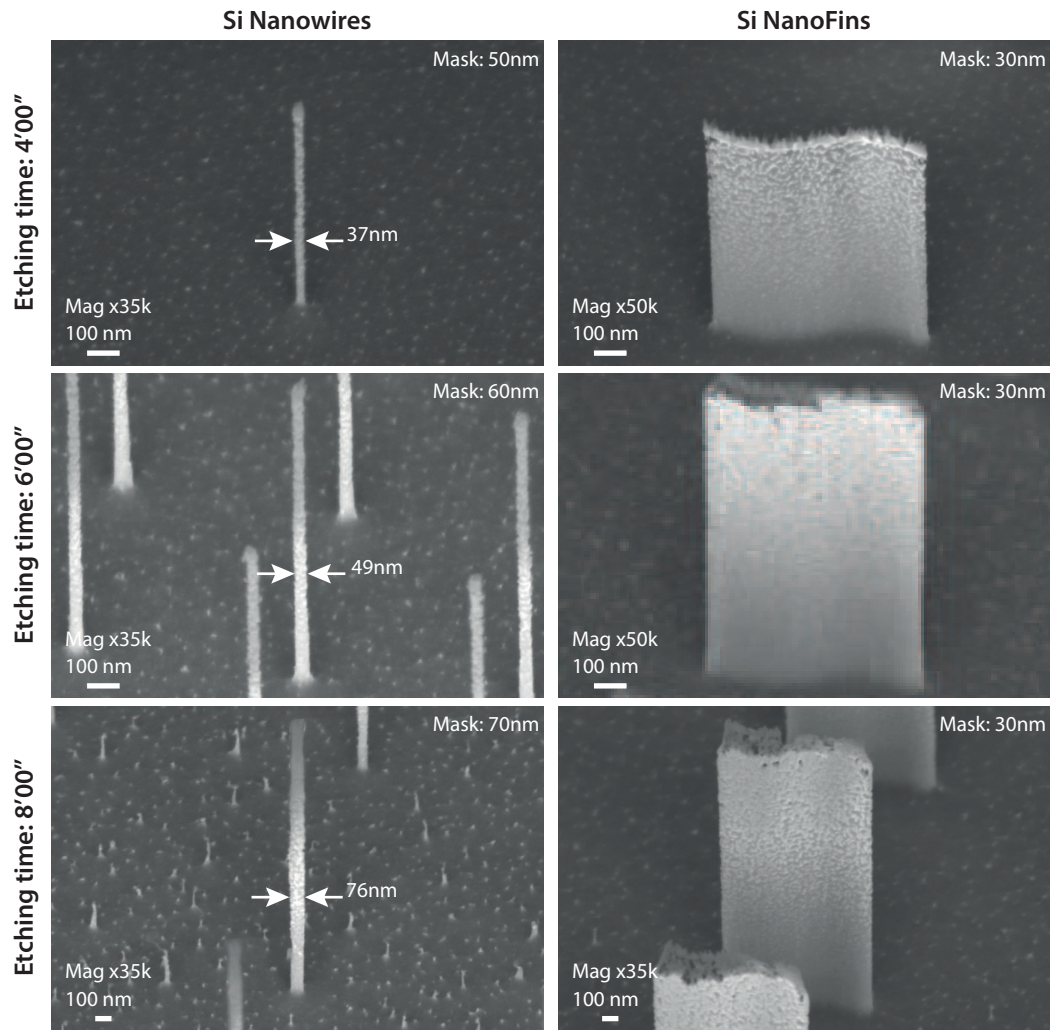 Si Nanowires
Si NanoFins
Etching time: 4’00”
Mask: 50nm
37nm
Mag x35k
100 nm
Mask: 30nm
Mag x50k
100 nm
Etching time: 6’00”
Mask: 60nm
49nm
Mag x35k
100 nm
Mask: 30nm
Mag x50k
100 nm
Etching time: 8’00”
Mask: 70nm
76nm
Mag x35k
100 nm
Mask: 30nm
Mag x35k
100 nm